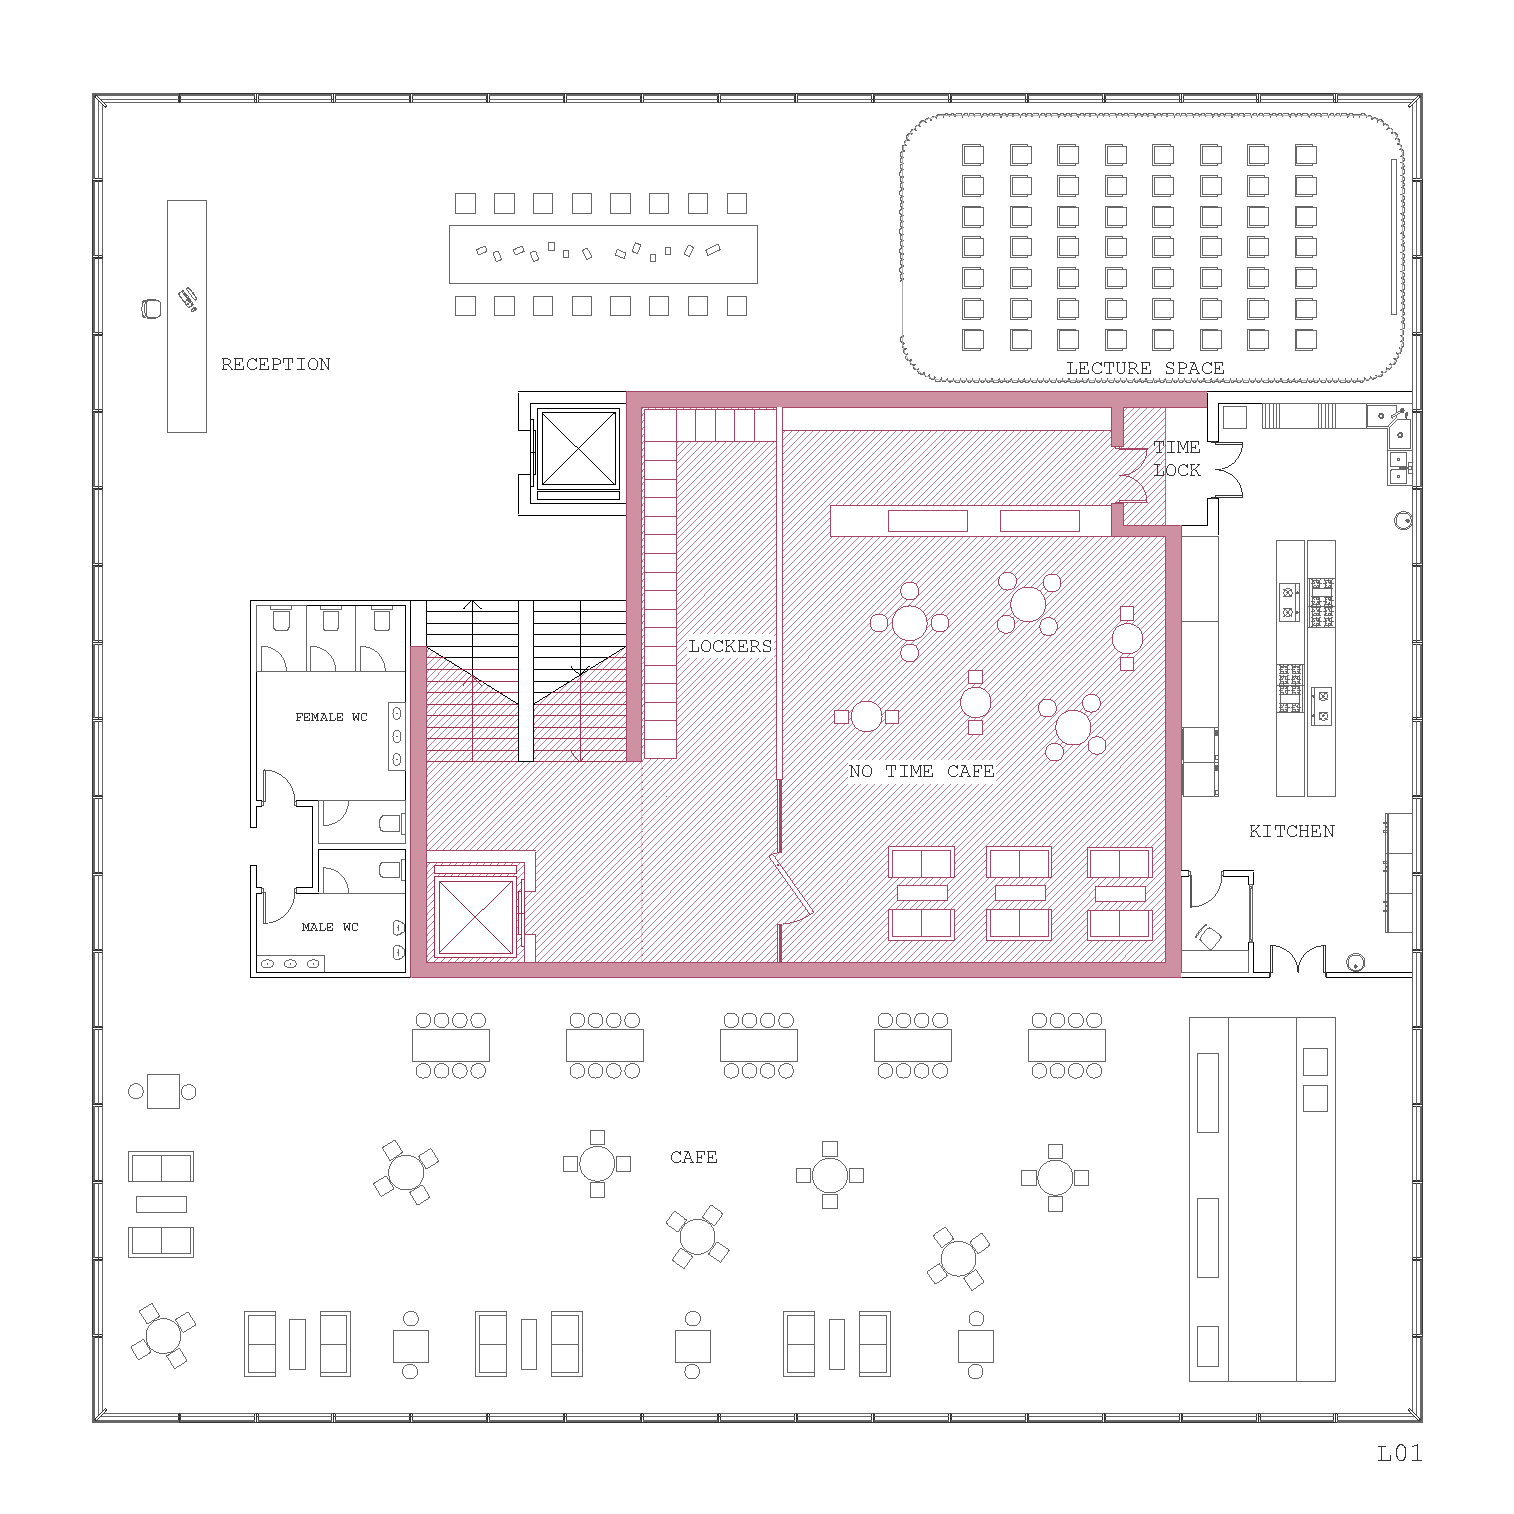 RECEPTION
LECTURE SPACE
TIME
LOCK
LOCKERS
FEMALE WC
NO TIME CAFE
KITCHEN
MALE WC
CAFE
L01